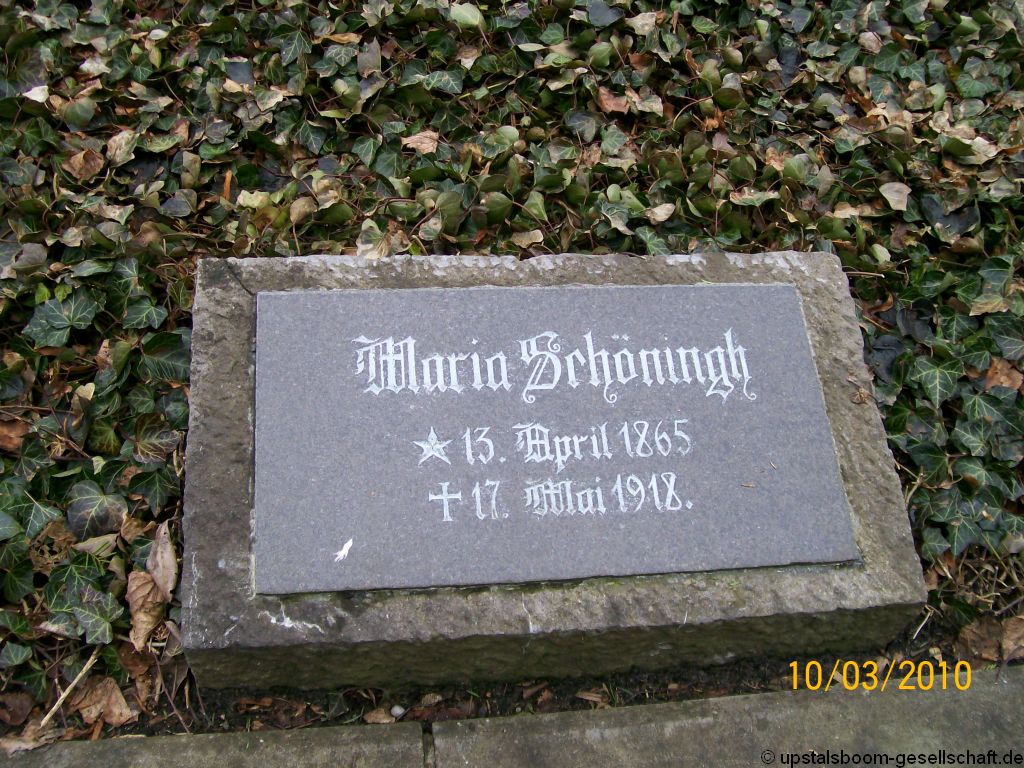 Maria Schöningh
13. April 1865
17. Mai 1918.
10/03/2010
© upstalsboom-gesellschaft.de